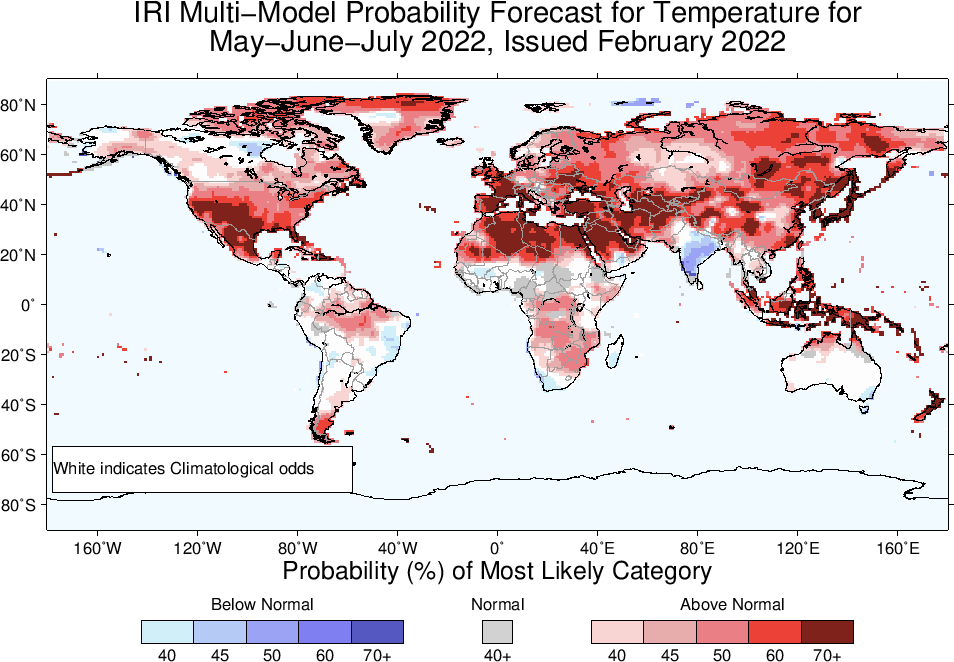 IRI Multi−Model Probability Forecast for Temperature for
May−June−July 2022, Issued February 2022
80˚N
60˚N
40˚N
20˚N
0˚
20˚S
40˚S
60˚S
80˚S
White indicates Climatological odds
160˚W 120˚W 80˚W 40˚W 0˚ 40˚E 80˚E 120˚E 160˚E
Probability (%) of Most Likely Category
Below Normal Normal Above Normal
40 45 50 60 70+ 40+ 40 45 50 60 70+